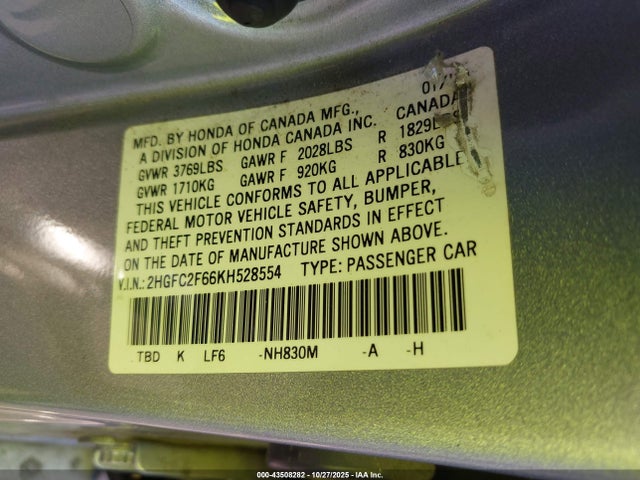 MFD. BY HONDA OF CANADA MFG., 01/
A DIVISION OF HONDA CANADA INC. CANADA
GVWR 3769LBS GAWR F 2028LBS R 1829LBS
GVWR 1710KG GAWR F 920KG R 830KG
THIS VEHICLE CONFORMS TO ALL APPLICABLE
FEDERAL MOTOR VEHICLE SAFETY, BUMPER,
AND THEFT PREVENTION STANDARDS IN EFFECT
ON THE DATE OF MANUFACTURE SHOWN ABOVE.
V.I.N.: 2HGFC2F66KH528554 TYPE: PASSENGER CAR
TBD K LF6 -NH830M -A -H
000-43508282 - 10/27/2025 - IAA Inc.